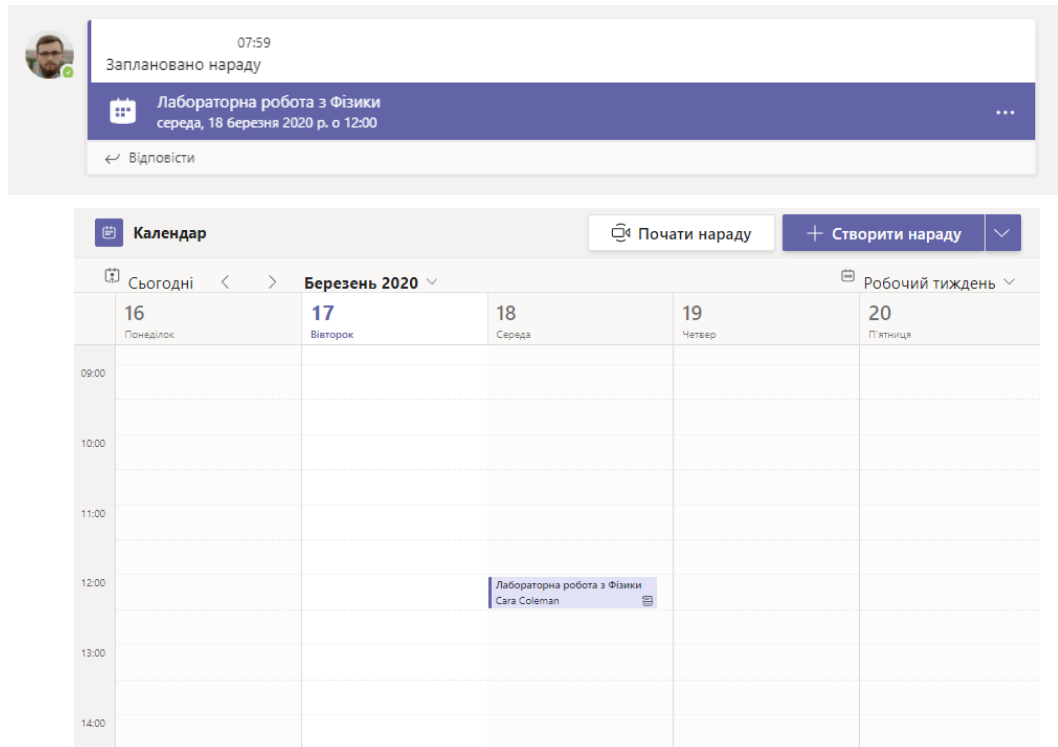 07:59
Заплановано нараду
Лабораторна робота з Фізики
середа, 18 березня 2020 р. о 12:00
Відповісти
Календар
Почати нараду
Створити нараду
Сьогодні
Березень 2020
Робочий тиждень
16
Понеділок
17
Вівторок
18
Середа
19
Четвер
20
П'ятниця
09:00
10:00
11:00
12:00
Лабораторна робота з Фізики
Cara Coleman
13:00
14:00